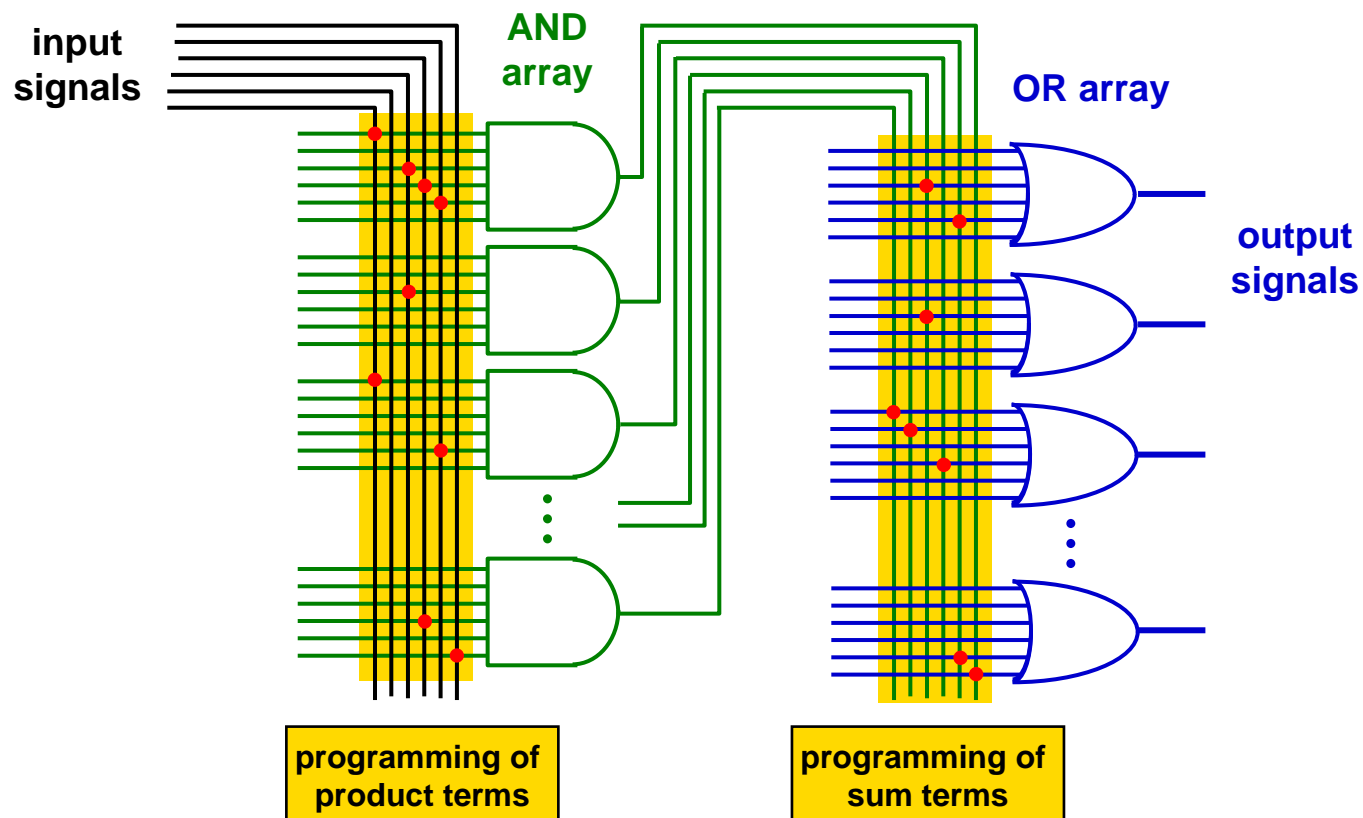 input
signals
AND
array
OR array
output
signals
programming of
product terms
programming of
sum terms